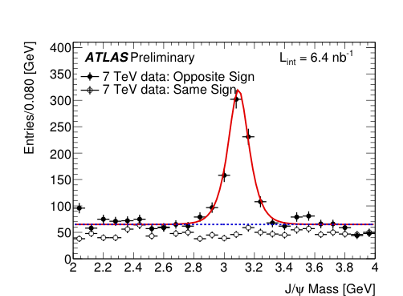 ATLAS Preliminary
L_int = 6.4 nb⁻¹
7 TeV data: Opposite Sign
7 TeV data: Same Sign
Entries/0.080 [GeV]
400
350
300
250
200
150
100
50
0
2 2.2 2.4 2.6 2.8 3 3.2 3.4 3.6 3.8 4
J/ψ Mass [GeV]